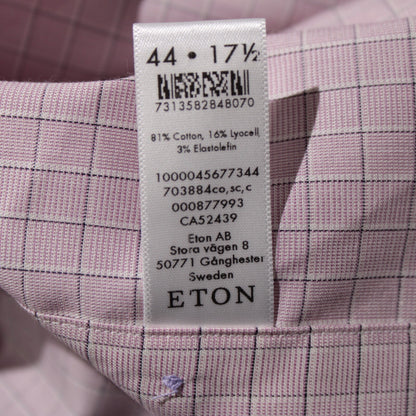 44 • 17½
7313582848070
81% Cotton, 16% Lyocell,
3% Elastolefin
1000045677344
703884co,sc,c
000877993
CA52439
Eton AB
Stora vägen 8
50771 Gånghester
Sweden
ETON